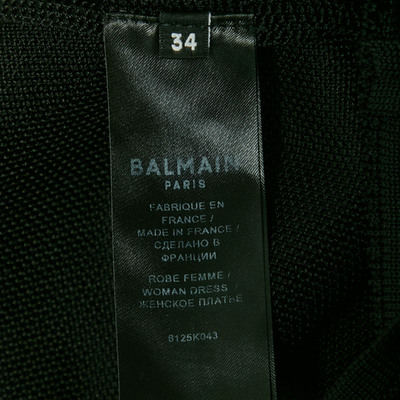 34
BALMAIN
PARIS
FABRIQUE EN
FRANCE /
MADE IN FRANCE /
СДЕЛАНО В
ФРАНЦИИ
ROBE FEMME /
WOMAN DRESS
ЖЕНСКОЕ ПЛАТЬЕ
8125K043